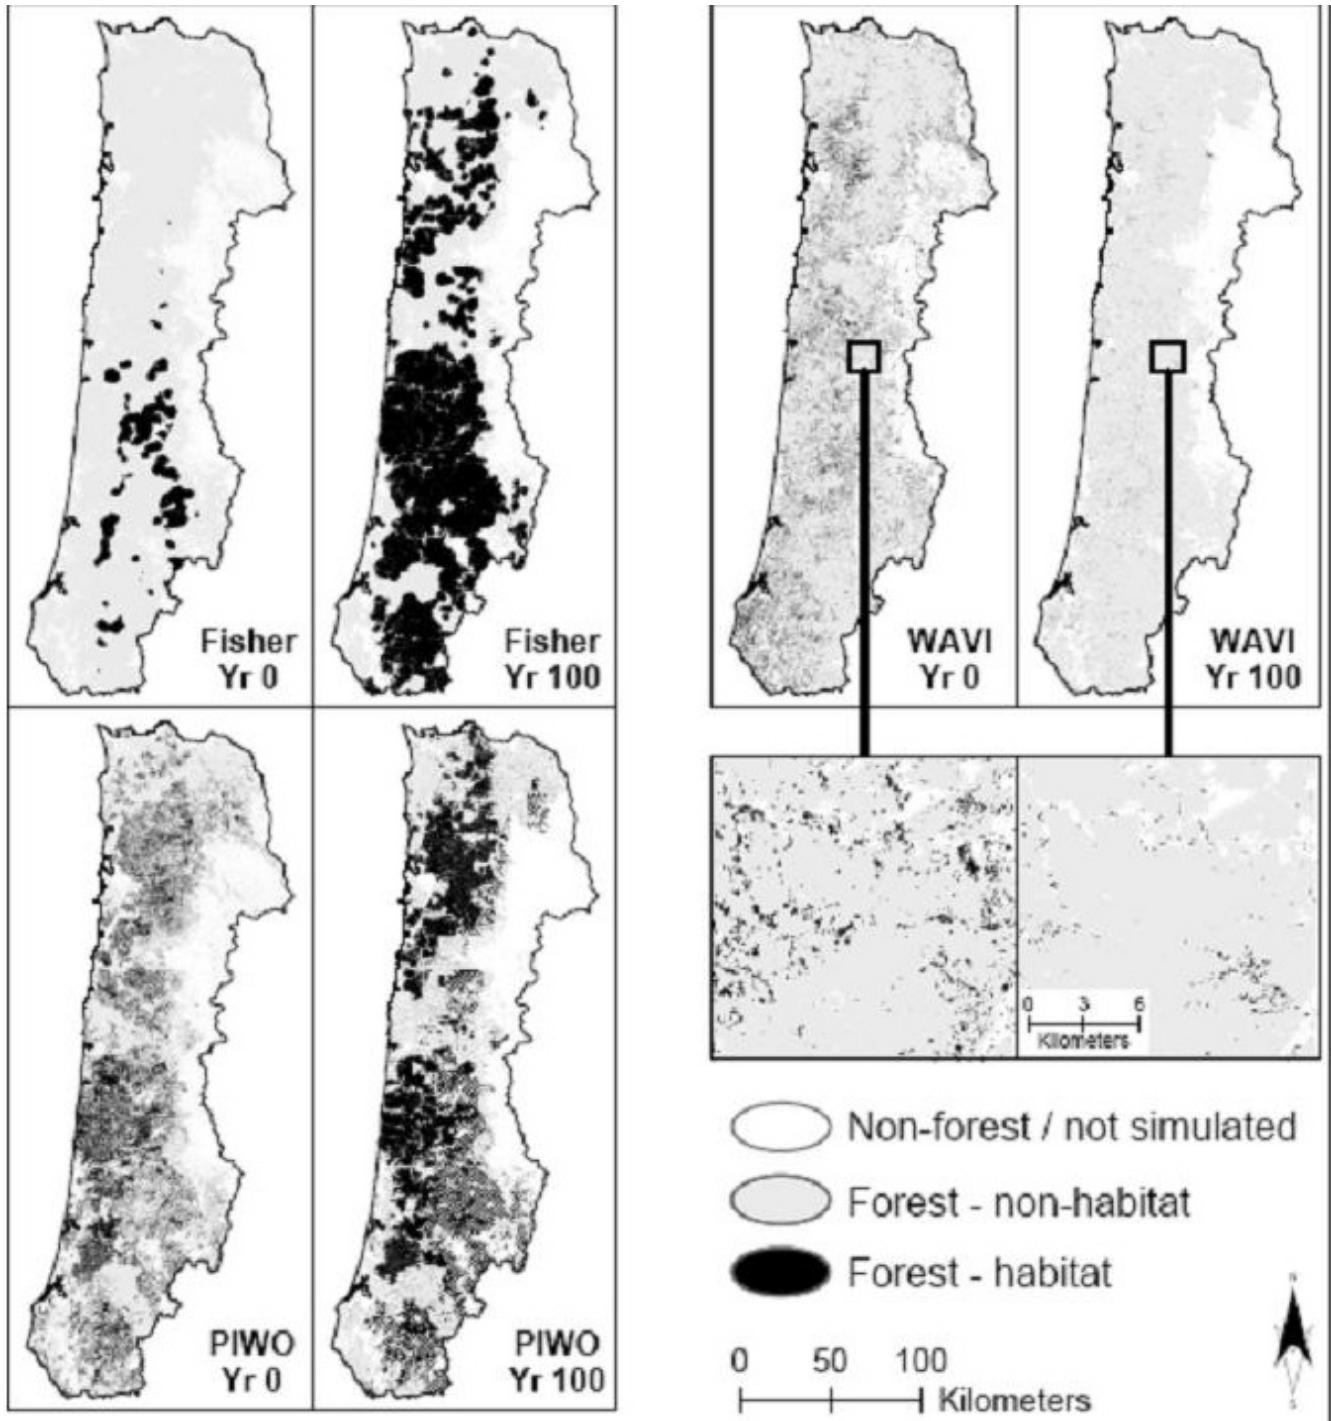 Fisher
Yr 0
Fisher
Yr 100
WAVI
Yr 0
WAVI
Yr 100
PIWO
Yr 0
PIWO
Yr 100
0 3 6
Kilometers
Non-forest / not simulated
Forest - non-habitat
Forest - habitat
0 50 100
Kilometers
N
S